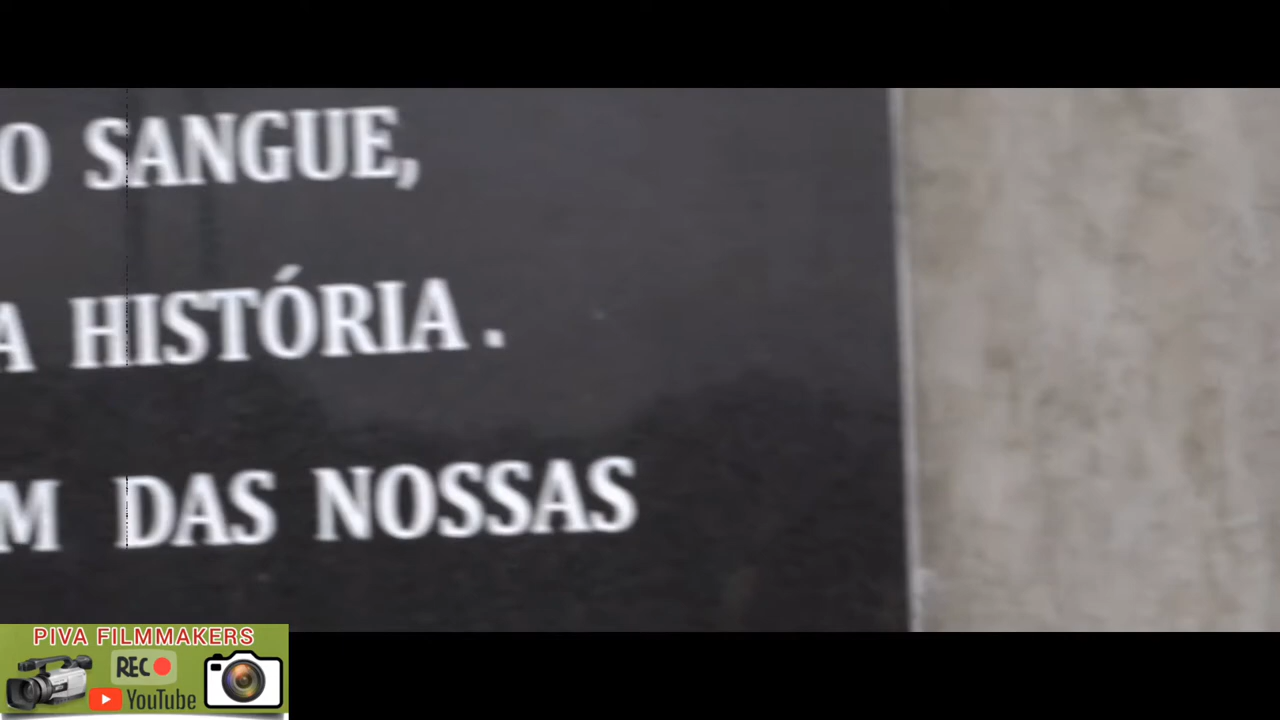 O SANGUE,
A HISTÓRIA.
M DAS NOSSAS
PIVA FILMMAKERS
REC
YouTube